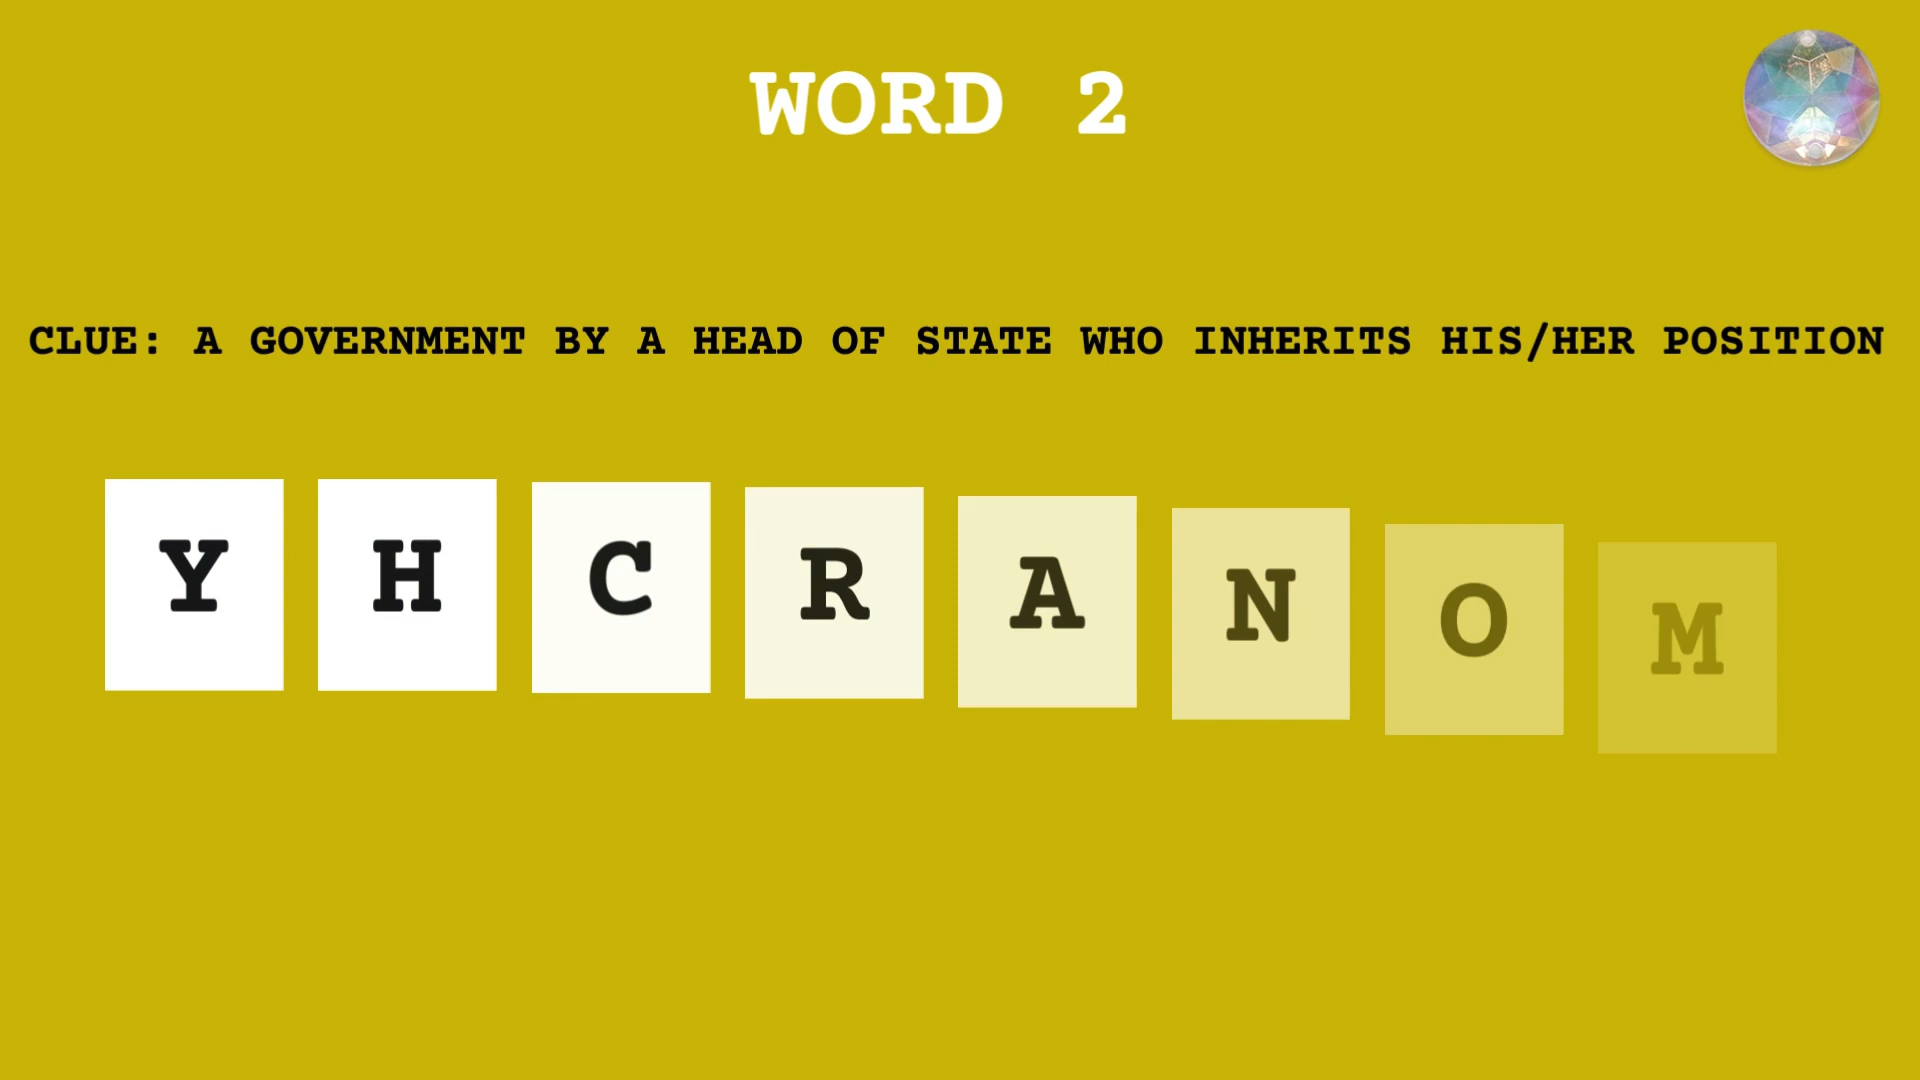 WORD 2
CLUE: A GOVERNMENT BY A HEAD OF STATE WHO INHERITS HIS/HER POSITION
Y H C R A N O M